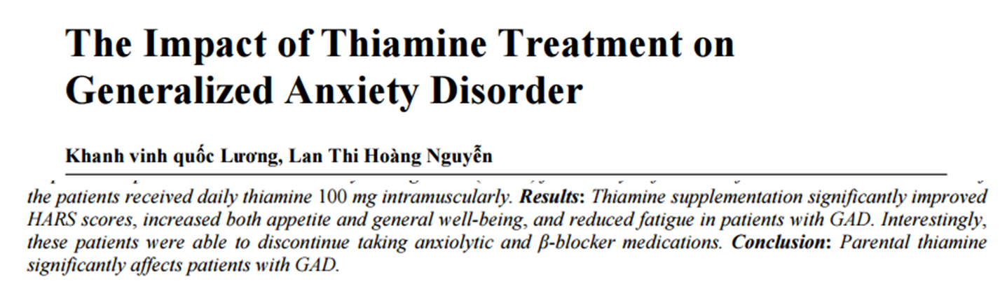 The Impact of Thiamine Treatment on
Generalized Anxiety Disorder
Khanh vinh quốc Lương, Lan Thi Hoàng Nguyễn
the patients received daily thiamine 100 mg intramuscularly. Results: Thiamine supplementation significantly improved
HARS scores, increased both appetite and general well-being, and reduced fatigue in patients with GAD. Interestingly,
these patients were able to discontinue taking anxiolytic and β-blocker medications. Conclusion: Parental thiamine
significantly affects patients with GAD.